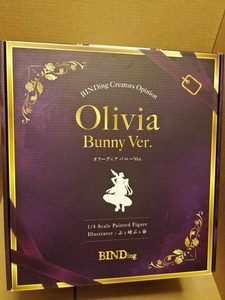 BINDing Creators Opinion
Olivia
Bunny Ver.
オリーヴィア バニーVer.
1/4 Scale Painted Figure
Illustrator :
BINDing